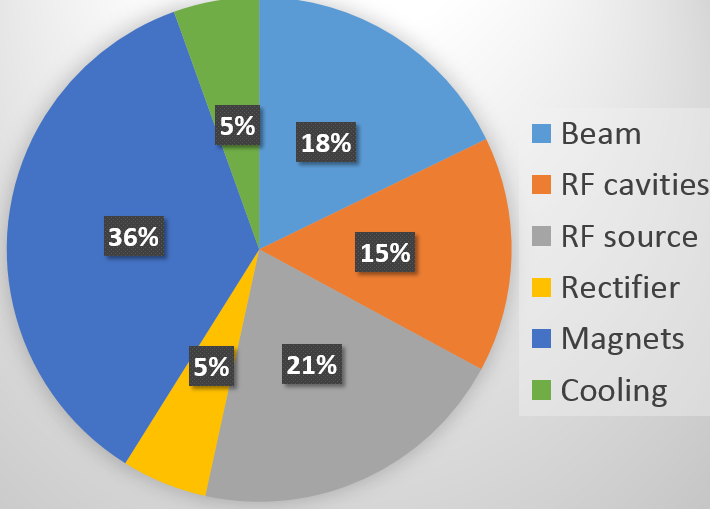 5%
18%
36%
15%
5%
21%
Beam
RF cavities
RF source
Rectifier
Magnets
Cooling